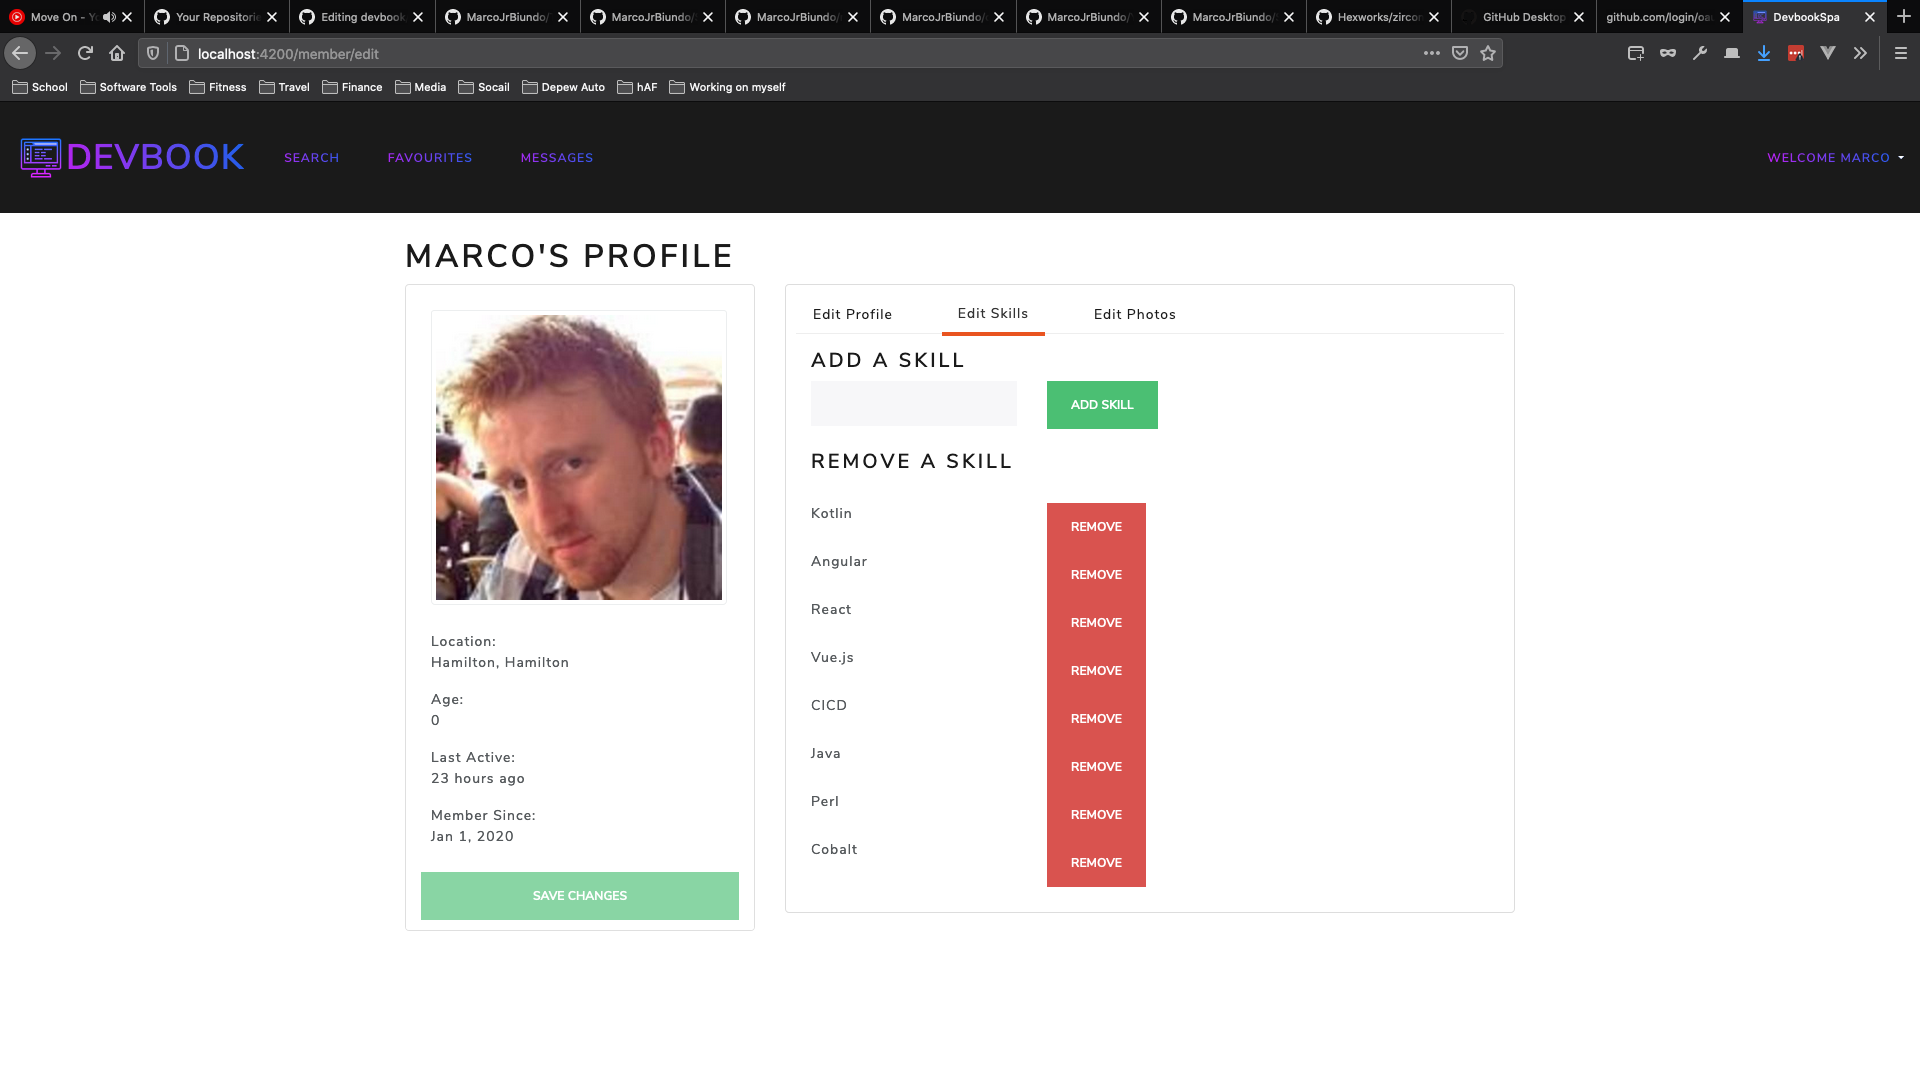 Move On - Y
Your Repositorie
Editing devbook
MarcoJrBiundo/
MarcoJrBiundo/
MarcoJrBiundo/
MarcoJrBiundo/
MarcoJrBiundo/
MarcoJrBiundo/
Hexworks/zircon
GitHub Desktop
github.com/login/oau
DevbookSpa
localhost:4200/member/edit
School
Software Tools
Fitness
Travel
Finance
Media
Socail
Depew Auto
hAF
Working on myself
DEVBOOK
SEARCH
FAVOURITES
MESSAGES
WELCOME MARCO
MARCO'S PROFILE
Location:
Hamilton, Hamilton
Age:
0
Last Active:
23 hours ago
Member Since:
Jan 1, 2020
SAVE CHANGES
Edit Profile
Edit Skills
Edit Photos
ADD A SKILL
ADD SKILL
REMOVE A SKILL
Kotlin
REMOVE
Angular
REMOVE
React
REMOVE
Vue.js
REMOVE
CICD
REMOVE
Java
REMOVE
Perl
REMOVE
Cobalt
REMOVE